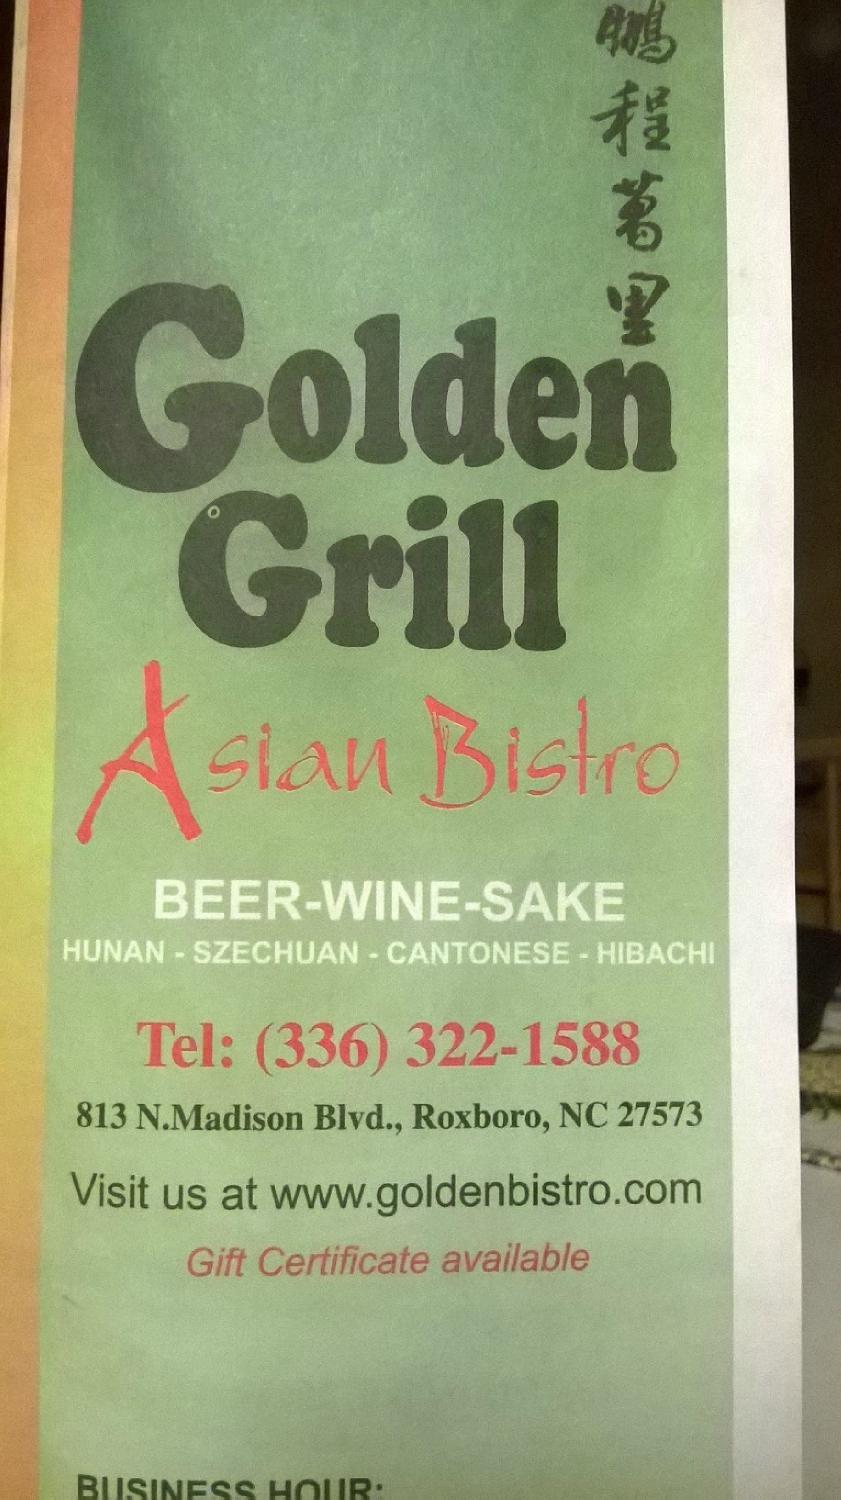 鵬程萬里
Golden
Grill
Asian Bistro
BEER-WINE-SAKE
HUNAN - SZECHUAN - CANTONESE - HIBACHI
Tel: (336) 322-1588
813 N.Madison Blvd., Roxboro, NC 27573
Visit us at www.goldenbistro.com
Gift Certificate available
BUSINESS HOUR: